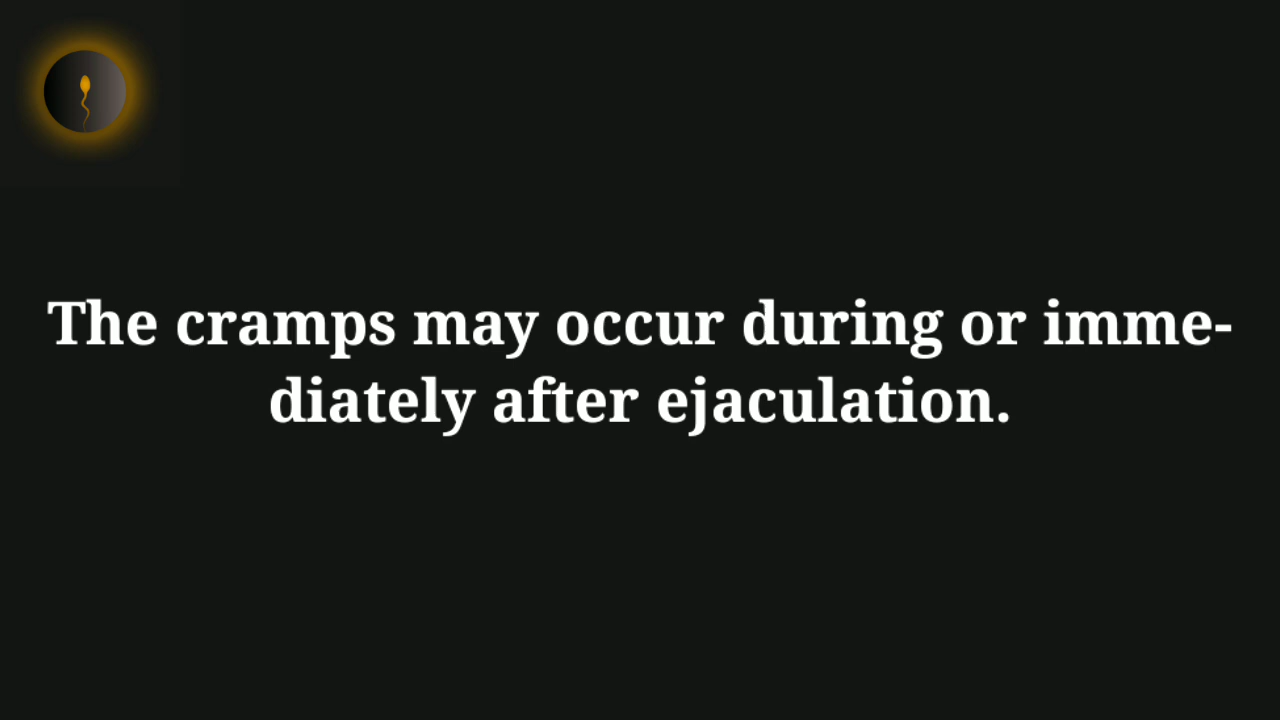 The cramps may occur during or imme-
diately after ejaculation.